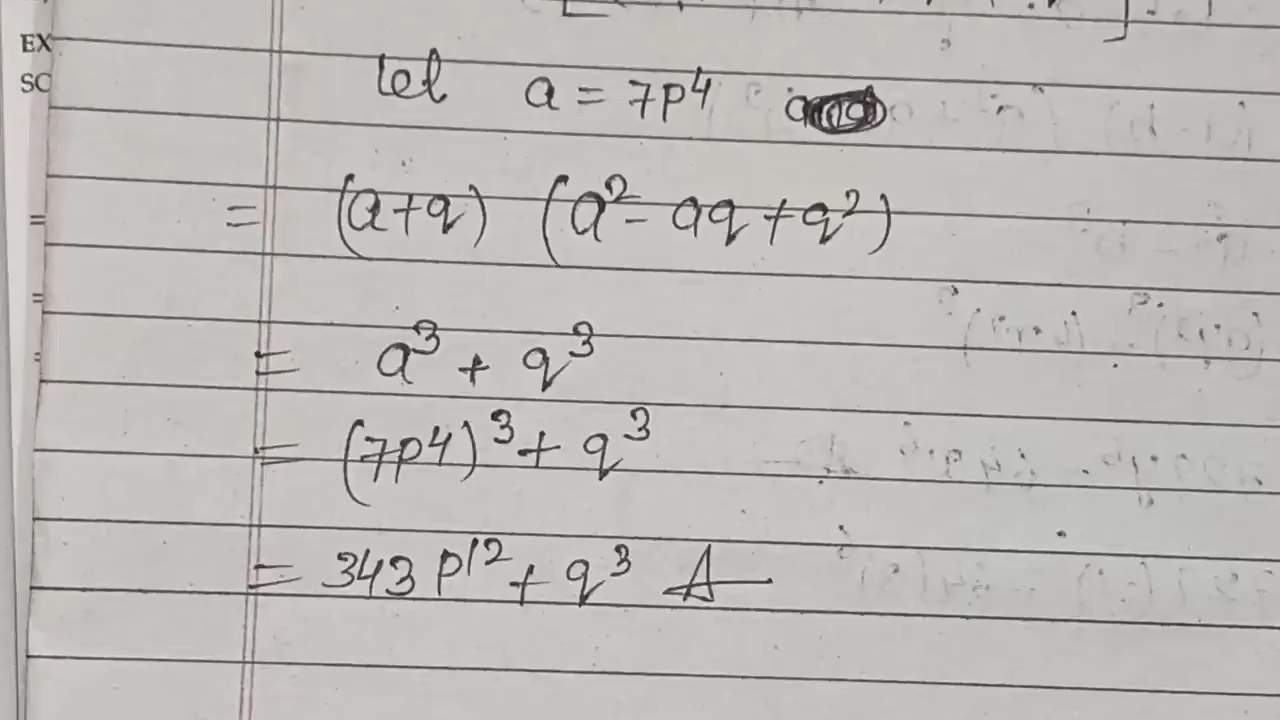 EX
SC
let a = 7p⁴
= (a+q) (a² - aq + q²)
= a³ + q³
= (7p4)³ + q³
= 343 p¹² + q³ A